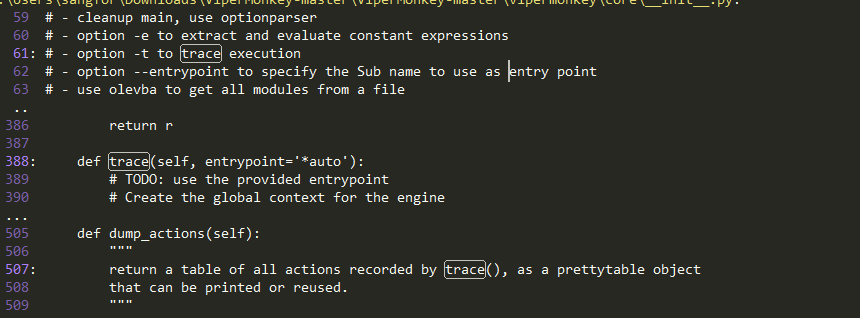 :\Users\sangfor\Downloads\ViperMonkey-master\ViperMonkey-master\vipermonkey\core\__init__.py:
59 # - cleanup main, use optionparser
60 # - option -e to extract and evaluate constant expressions
61: # - option -t to trace execution
62 # - option --entrypoint to specify the Sub name to use as entry point
63 # - use olevba to get all modules from a file
..
386 return r
387
388: def trace(self, entrypoint='*auto'):
389 # TODO: use the provided entrypoint
390 # Create the global context for the engine
...
505 def dump_actions(self):
506 """
507: return a table of all actions recorded by trace(), as a prettytable object
508 that can be printed or reused.
509 """